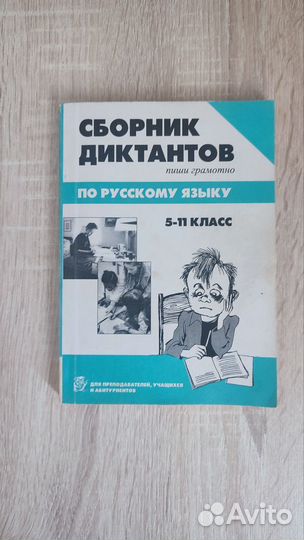 СБОРНИК
ДИКТАНТОВ
пиши грамотно
ПО РУССКОМУ ЯЗЫКУ
5-11 КЛАСС
ДЛЯ ПРЕПОДАВАТЕЛЕЙ, УЧАЩИХСЯ
И АБИТУРИЕНТОВ
Avito